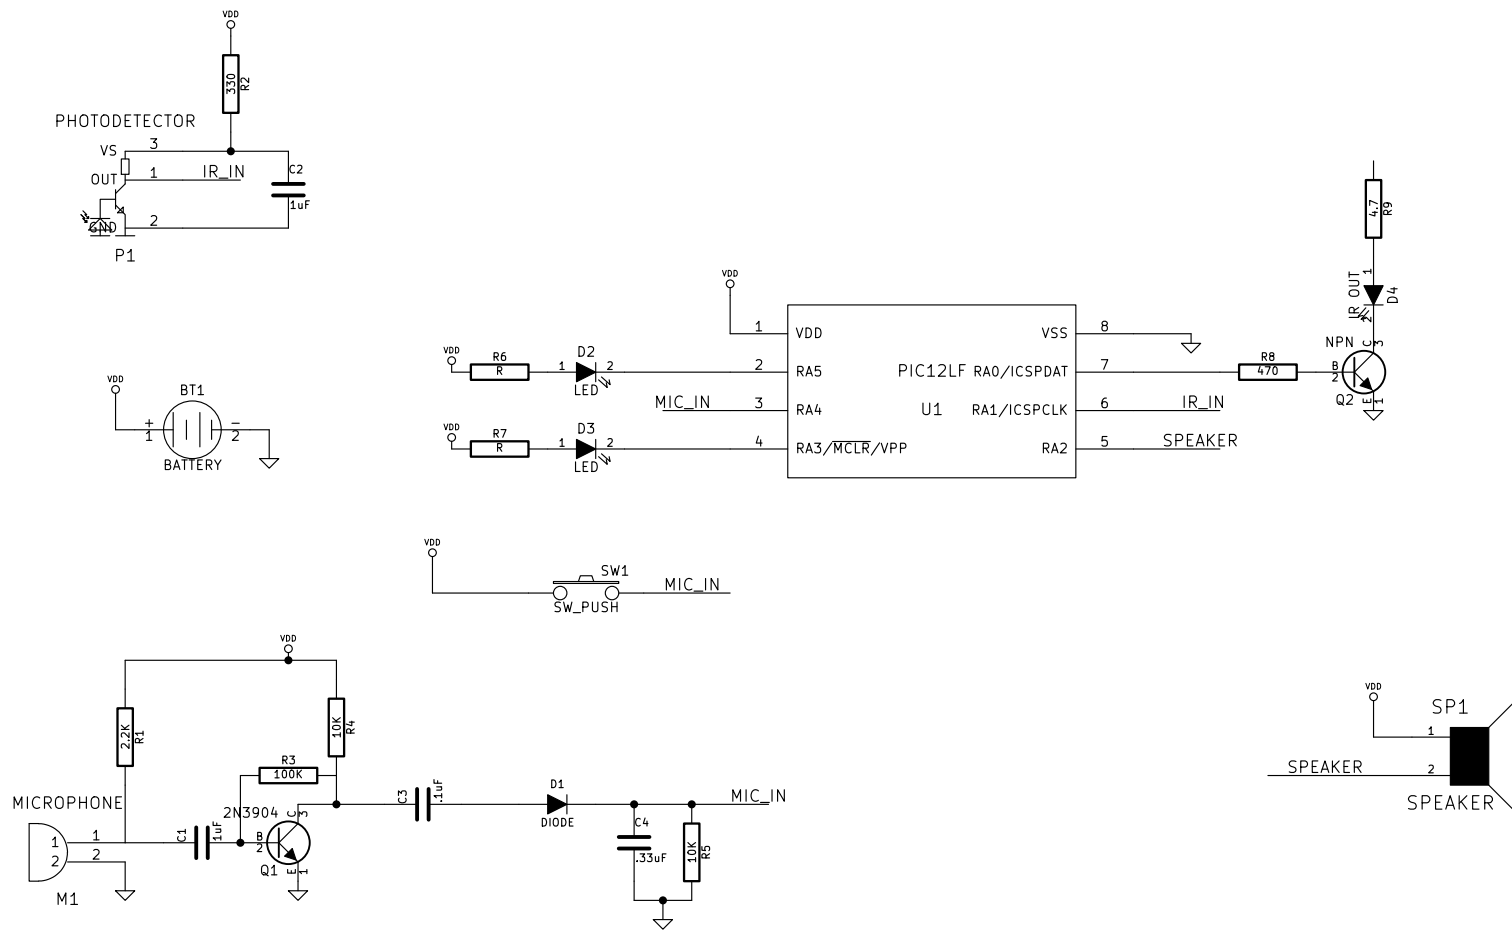 VDD
330
R2
PHOTODETECTOR
VS
3
OUT
1
IR_IN
C2
1uF
GND
2
P1
VDD
BT1
+
1
-
2
BATTERY
VDD
R6
R
1
D2
2
LED
VDD
R7
R
1
D3
2
LED
MIC_IN
VDD
1 VDD
2 RA5
3 RA4
4 RA3/MCLR/VPP
PIC12LF
U1
VSS 8
RA0/ICSPDAT 7
RA1/ICSPCLK 6
RA2 5
IR_IN
SPEAKER
R8
470
4.7
R9
1
IR OUT
D4
2
NPN
C
3
B
2
Q2
E
1
VDD
SW1
SW_PUSH
MIC_IN
VDD
2.2K
R1
10K
R4
R3
100K
MICROPHONE
1 1
2 2
M1
C1
1uF
2N3904
C
3
B
2
Q1
E
1
C3
.1uF
D1
DIODE
MIC_IN
C4
.33uF
10K
R5
VDD
SP1
1
SPEAKER
2
SPEAKER